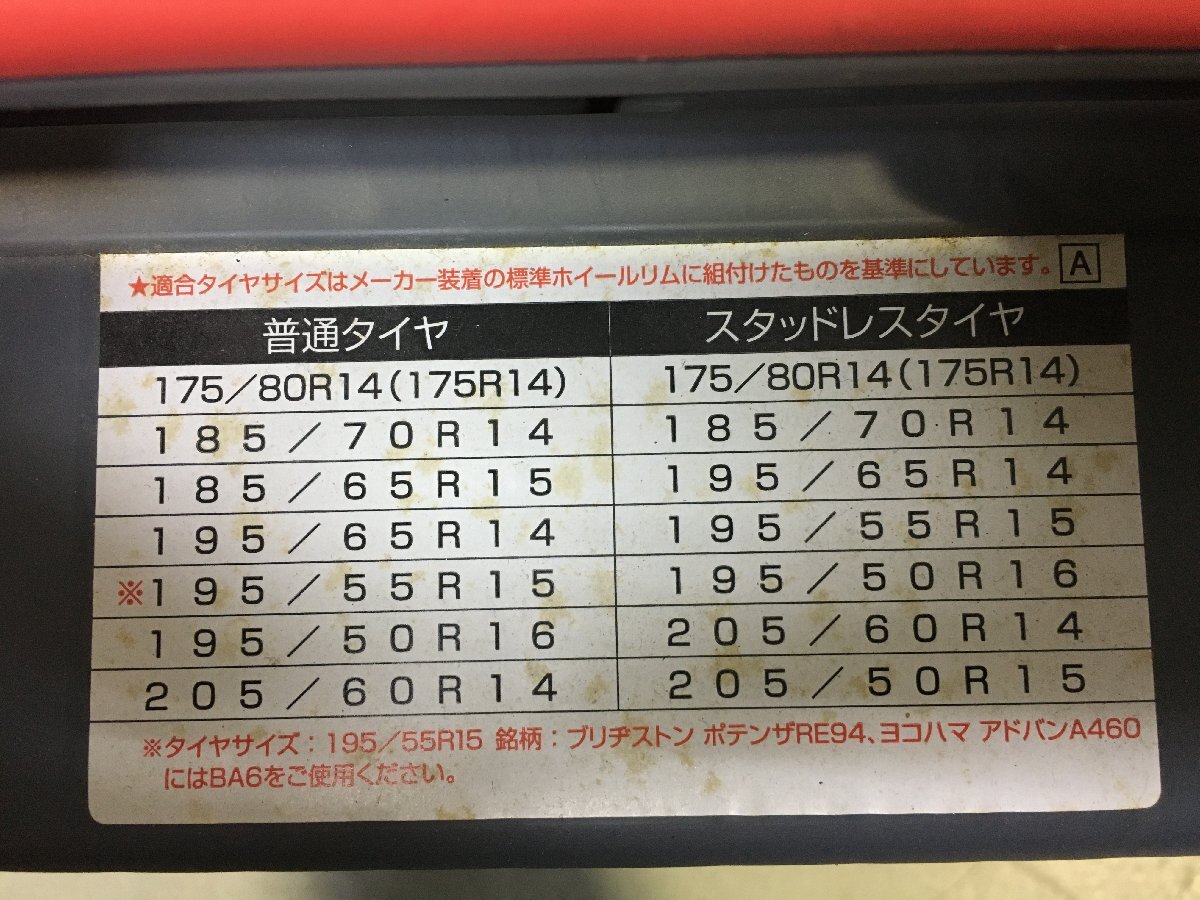 ★適合タイヤサイズはメーカー装着の標準ホイールリムに組付けたものを基準にしています。 A
普通タイヤ スタッドレスタイヤ
175/80R14(175R14) 175/80R14(175R14)
185/70R14 185/70R14
185/65R15 195/65R14
195/65R14 195/55R15
※195/55R15 195/50R16
195/50R16 205/60R14
205/60R14 205/50R15
※タイヤサイズ:195/55R15 銘柄:ブリヂストン ポテンザRE94、ヨコハマ アドバンA460
にはBA6をご使用ください。